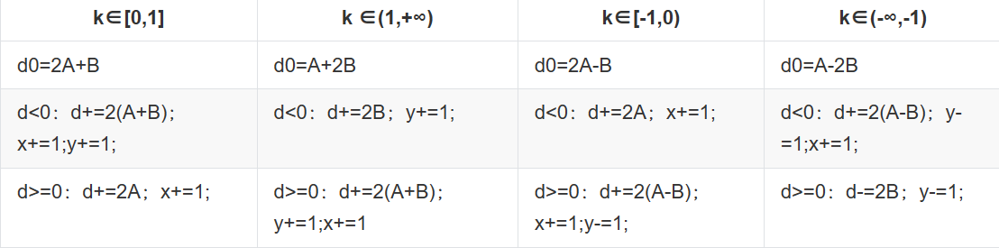 k∈[0,1]
k ∈(1,+∞)
k∈[-1,0)
k∈(-∞,-1)
d0=2A+B
d0=A+2B
d0=2A-B
d0=A-2B
d<0：d+=2(A+B)；
x+=1;y+=1;
d<0：d+=2B；y+=1;
d<0：d+=2A；x+=1;
d<0：d+=2(A-B)；y-
=1;x+=1;
d>=0：d+=2A；x+=1;
d>=0：d+=2(A+B)；
y+=1;x+=1
d>=0：d+=2(A-B)；
x+=1;y-=1;
d>=0：d-=2B；y-=1;